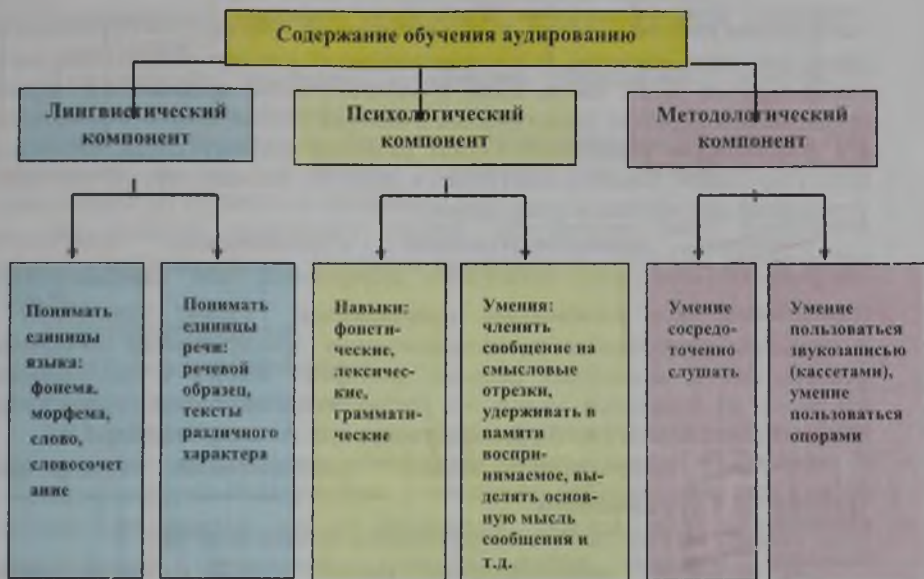 Содержание обучения аудированию
Лингвистический
компонент
Психологический
компонент
Методологический
компонент
Понимать
единицы
языка:
фонема,
морфема,
слово,
словосочет
ание
Понимать
единицы
речи:
речевой
образец,
тексты
различного
характера
Навыки:
фонети-
ческие,
лексичес-
кие,
граммати-
ческие
Умения:
членить
сообщение на
смысловые
отрезки,
удерживать в
памяти
воспри-
нимаемое, вы-
делять основ-
ную мысль
сообщения и
т.д.
Умение
сосредо-
точенно
слушать
Умение
пользоваться
звукозаписью
(кассетами),
умение
пользоваться
опорами